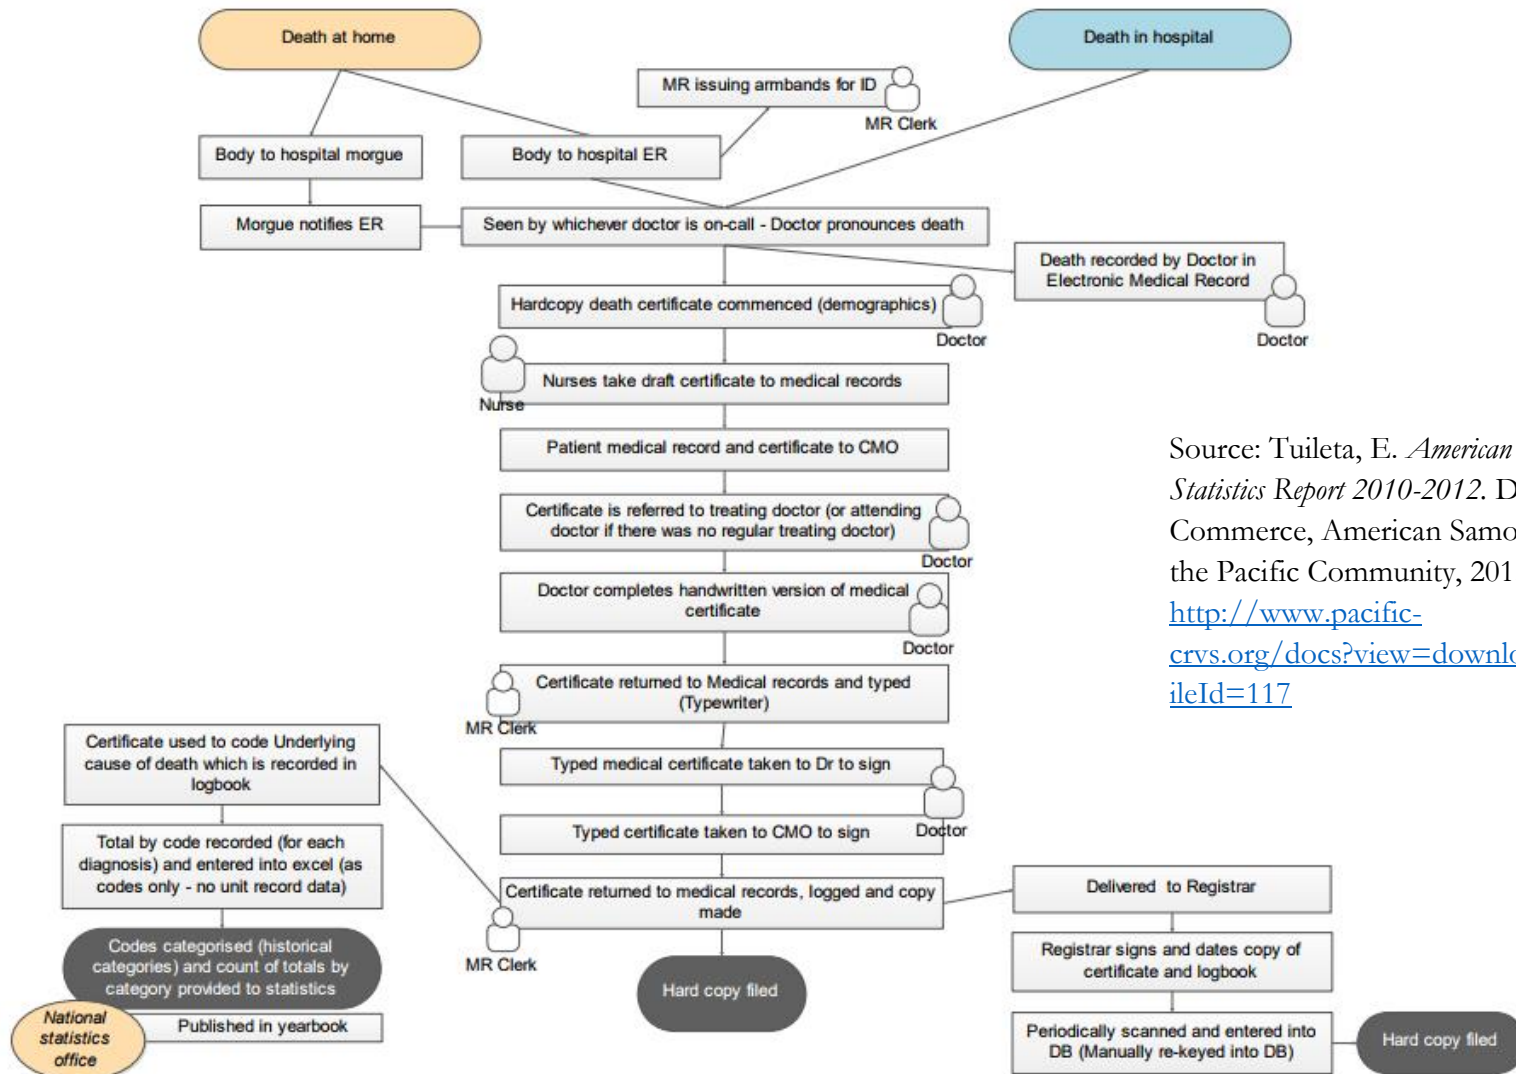 Death at home
Death in hospital
MR issuing armbands for ID
MR Clerk
Body to hospital morgue
Body to hospital ER
Morgue notifies ER
Seen by whichever doctor is on-call - Doctor pronounces death
Death recorded by Doctor in
Electronic Medical Record
Doctor
Hardcopy death certificate commenced (demographics)
Doctor
Nurses take draft certificate to medical records
Nurse
Patient medical record and certificate to CMO
Certificate is referred to treating doctor (or attending
doctor if there was no regular treating doctor)
Doctor
Doctor completes handwritten version of medical
certificate
Doctor
Certificate returned to Medical records and typed
(Typewriter)
MR Clerk
Typed medical certificate taken to Dr to sign
Typed certificate taken to CMO to sign
Doctor
Certificate returned to medical records, logged and copy
made
MR Clerk
Hard copy filed
Certificate used to code Underlying
cause of death which is recorded in
logbook
Total by code recorded (for each
diagnosis) and entered into excel (as
codes only - no unit record data)
Codes categorised (historical
categories) and count of totals by
category provided to statistics
Published in yearbook
National
statistics
office
Delivered to Registrar
Registrar signs and dates copy of
certificate and logbook
Periodically scanned and entered into
DB (Manually re-keyed into DB)
Hard copy filed
Source: Tuileta, E. American
Statistics Report 2010-2012. D
Commerce, American Samo
the Pacific Community, 201
http://www.pacific-
crvs.org/docs?view=downlo
ileId=117